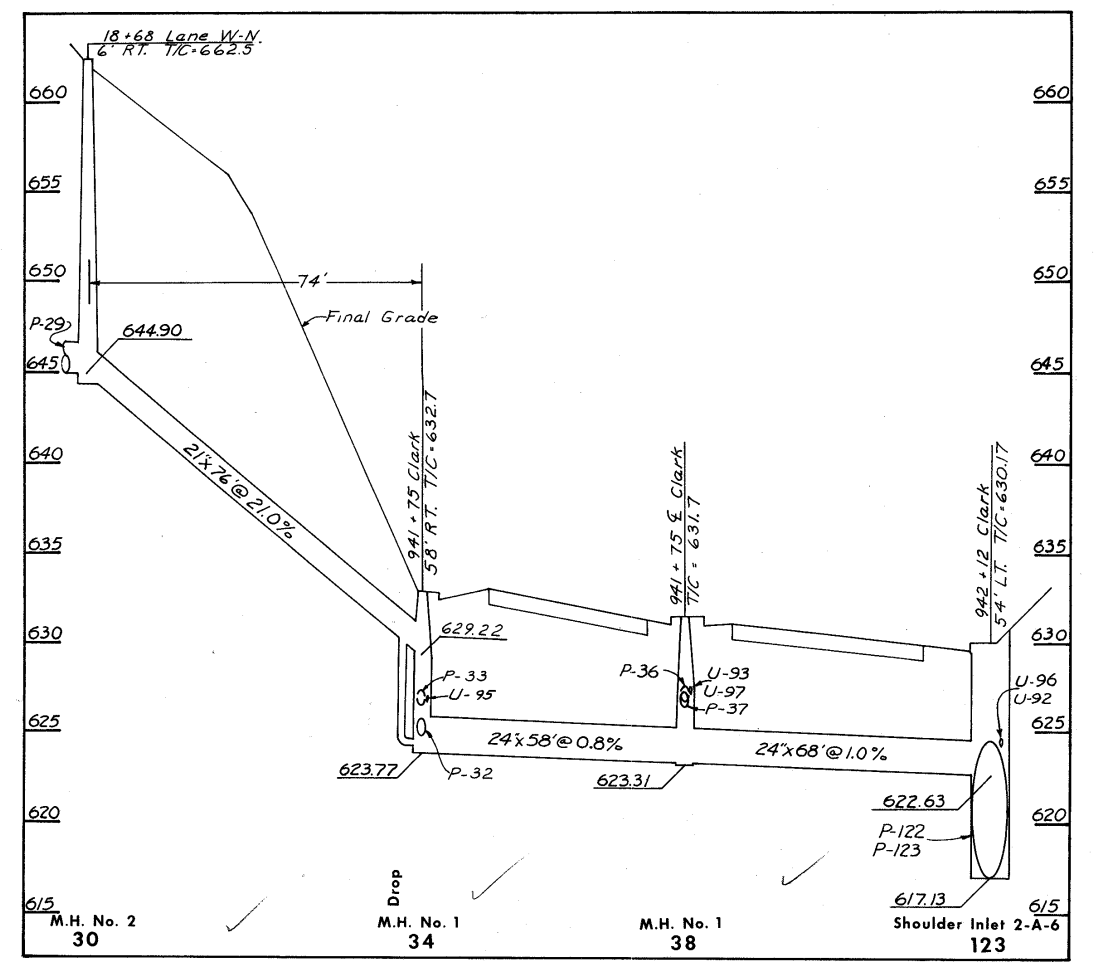 18+68 Lane W-N.
6' RT. T/C=662.5
660
660
655
655
650
650
74'
Final Grade
P-29
644.90
645
645
21"x76'@21.0%
640
640
941+75 Clark
58' RT. T/C=632.7
941+75 ℄ Clark
T/C = 631.7
942+12 Clark
54' LT. T/C=630.17
635
635
630
630
629.22
P-33
U-95
P-36
U-93
U-97
P-37
U-96
U-92
625
625
24"x58'@0.8%
24"x68'@1.0%
623.77
P-32
623.31
622.63
620
620
P-122
P-123
617.13
Drop
615
615
M.H. No. 2
30
M.H. No. 1
34
M.H. No. 1
38
Shoulder Inlet 2-A-6
123